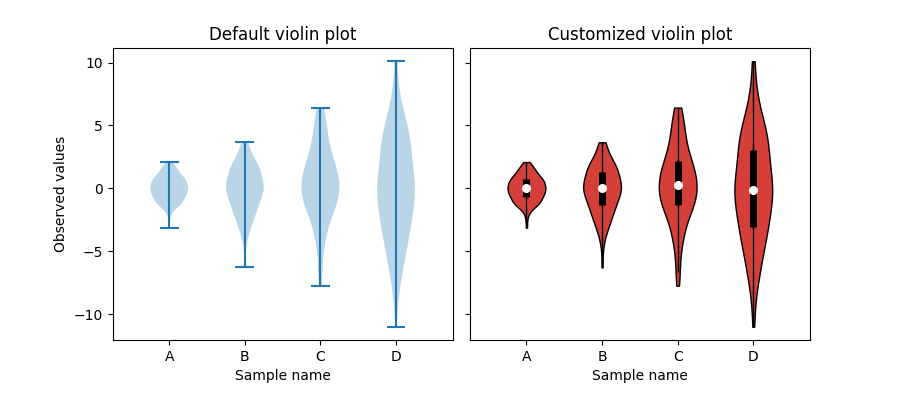 Default violin plot
Customized violin plot
Observed values
10
5
0
−5
−10
A B C D
A B C D
Sample name
Sample name